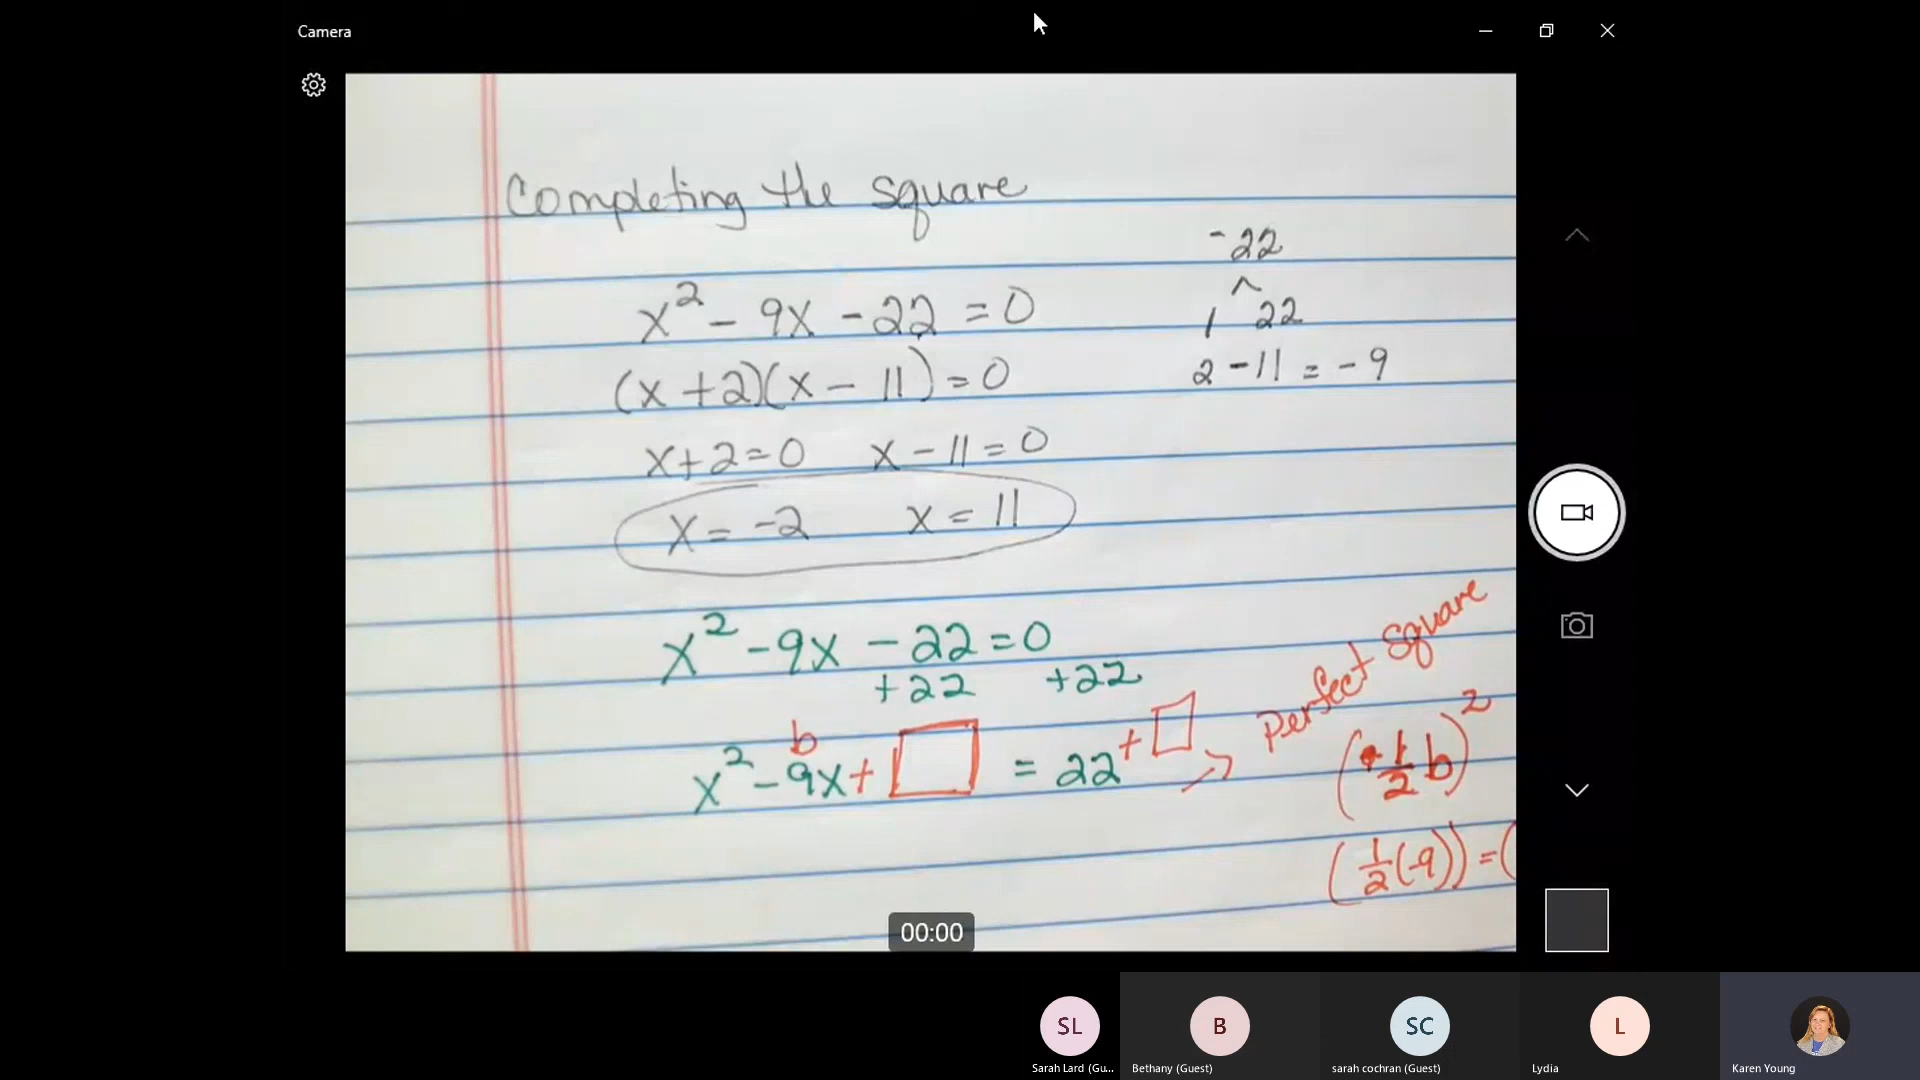 Camera
Completing the square
-22
^
1 22
2 -11 = -9
x² - 9x - 22 = 0
(x + 2)(x - 11) = 0
x + 2 = 0 x - 11 = 0
x = -2 x = 11
x² - 9x - 22 = 0
+22 +22
b
x² - 9x + □ = 22 + □
→ Perfect Square
(½ b)²
(½(-9)) = (
00:00
SL B SC L
Sarah Lard (Gu... Bethany (Guest) sarah cochran (Guest) Lydia Karen Young